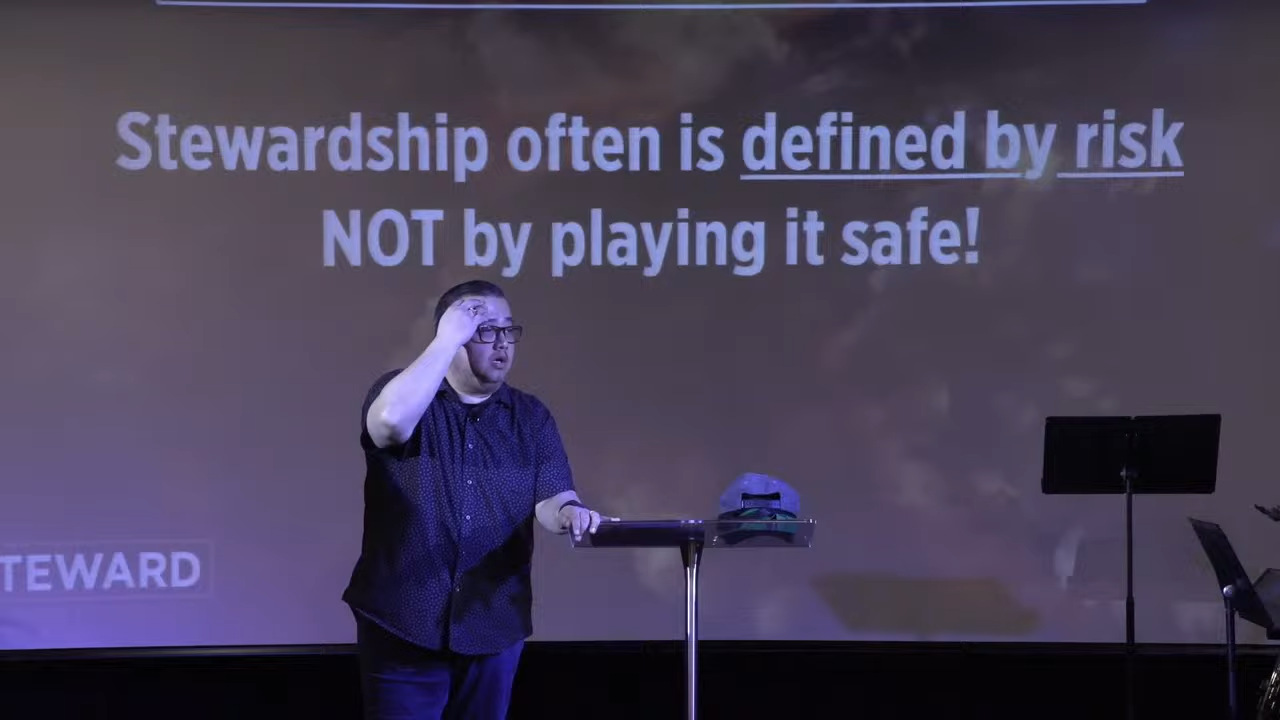 Stewardship often is defined by risk
NOT by playing it safe!
TEWARD